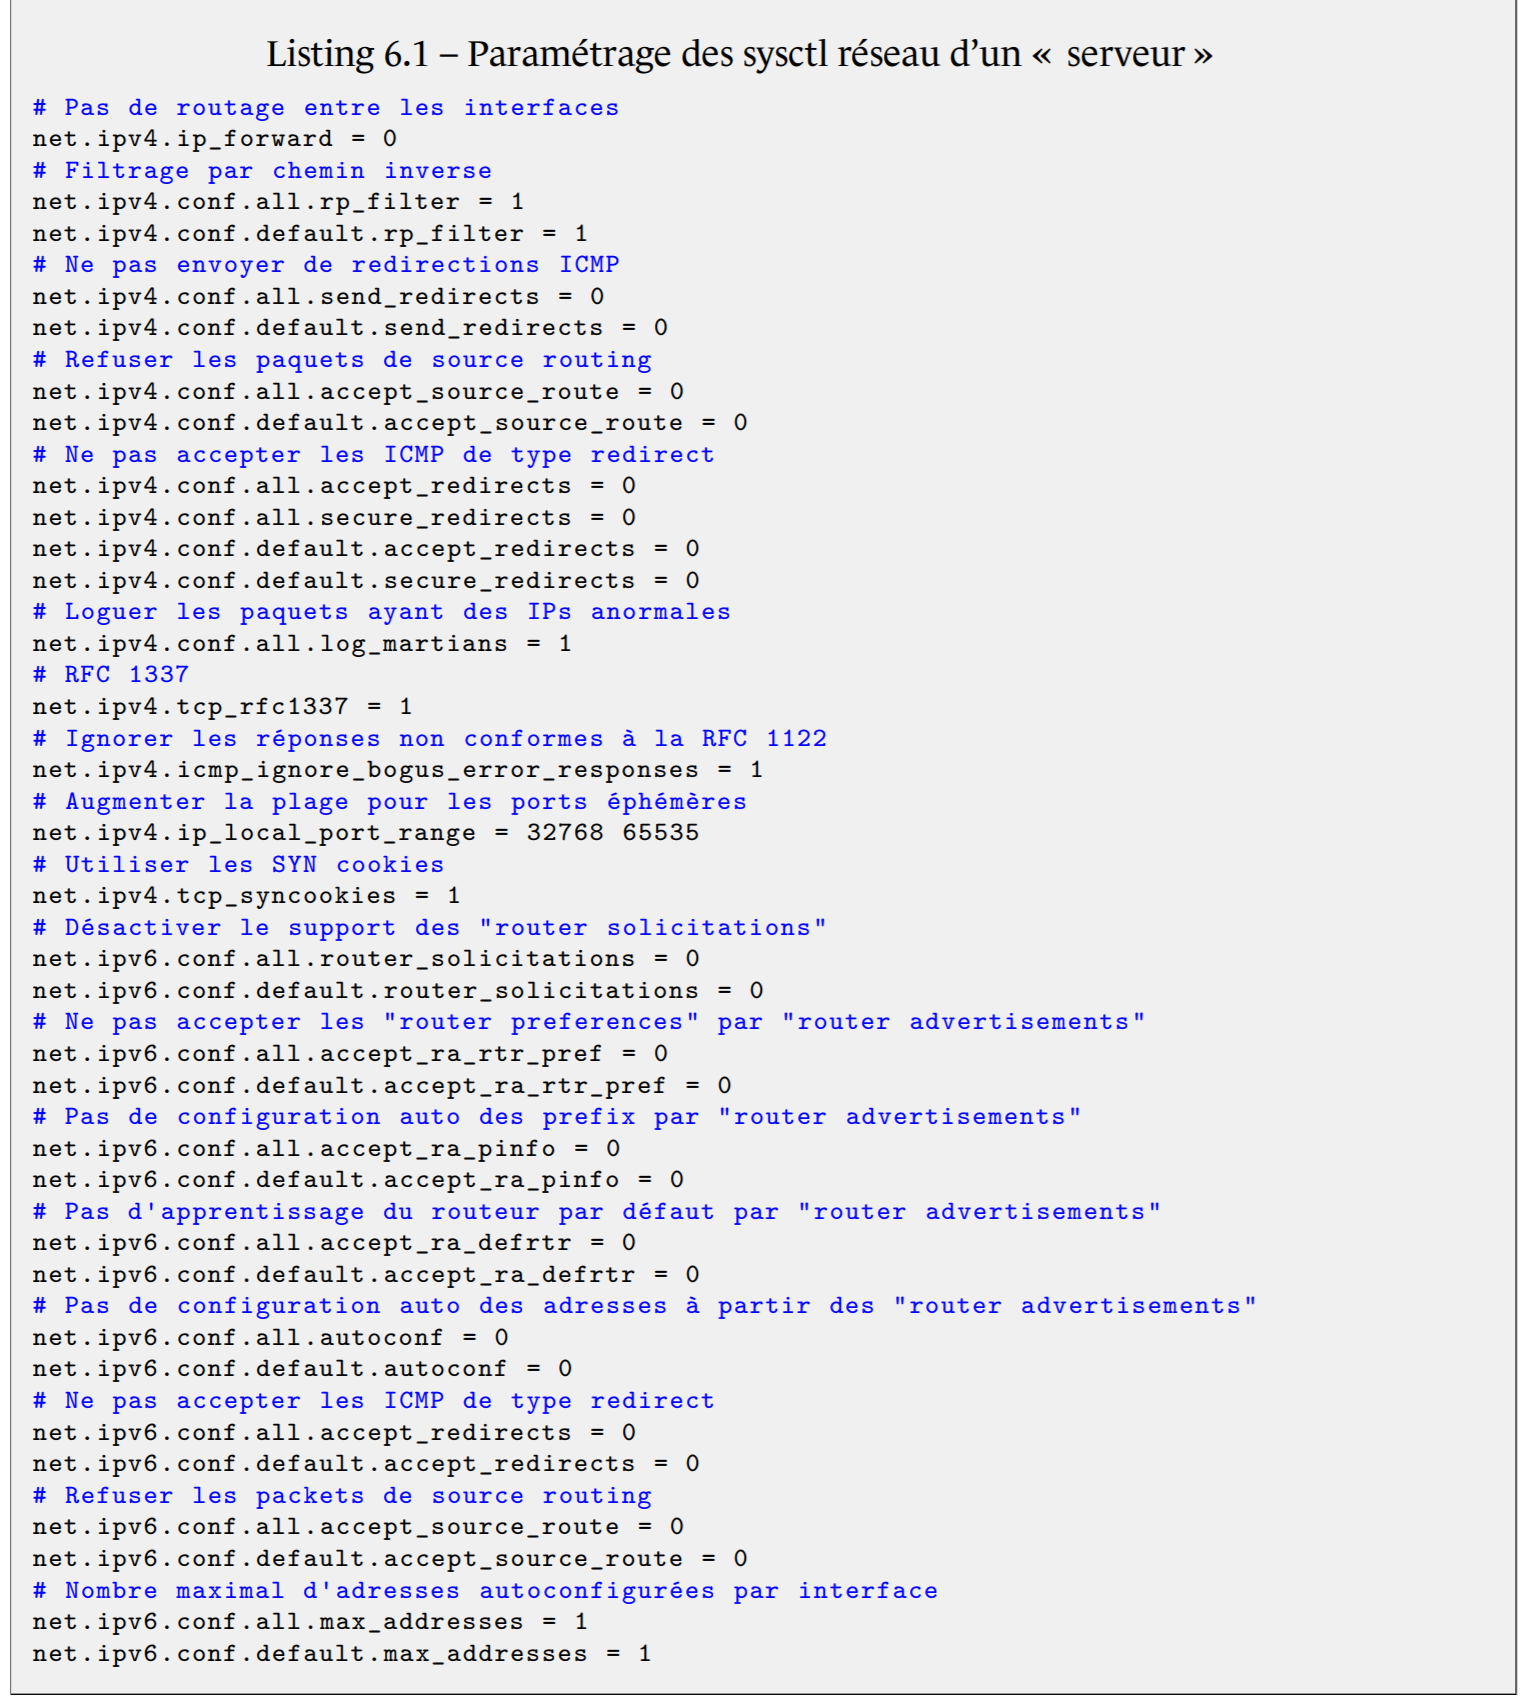 Listing 6.1 – Paramétrage des sysctl réseau d'un « serveur »
# Pas de routage entre les interfaces
net.ipv4.ip_forward = 0
# Filtrage par chemin inverse
net.ipv4.conf.all.rp_filter = 1
net.ipv4.conf.default.rp_filter = 1
# Ne pas envoyer de redirections ICMP
net.ipv4.conf.all.send_redirects = 0
net.ipv4.conf.default.send_redirects = 0
# Refuser les paquets de source routing
net.ipv4.conf.all.accept_source_route = 0
net.ipv4.conf.default.accept_source_route = 0
# Ne pas accepter les ICMP de type redirect
net.ipv4.conf.all.accept_redirects = 0
net.ipv4.conf.all.secure_redirects = 0
net.ipv4.conf.default.accept_redirects = 0
net.ipv4.conf.default.secure_redirects = 0
# Loguer les paquets ayant des IPs anormales
net.ipv4.conf.all.log_martians = 1
# RFC 1337
net.ipv4.tcp_rfc1337 = 1
# Ignorer les réponses non conformes à la RFC 1122
net.ipv4.icmp_ignore_bogus_error_responses = 1
# Augmenter la plage pour les ports éphémères
net.ipv4.ip_local_port_range = 32768 65535
# Utiliser les SYN cookies
net.ipv4.tcp_syncookies = 1
# Désactiver le support des "router solicitations"
net.ipv6.conf.all.router_solicitations = 0
net.ipv6.conf.default.router_solicitations = 0
# Ne pas accepter les "router preferences" par "router advertisements"
net.ipv6.conf.all.accept_ra_rtr_pref = 0
net.ipv6.conf.default.accept_ra_rtr_pref = 0
# Pas de configuration auto des prefix par "router advertisements"
net.ipv6.conf.all.accept_ra_pinfo = 0
net.ipv6.conf.default.accept_ra_pinfo = 0
# Pas d'apprentissage du routeur par défaut par "router advertisements"
net.ipv6.conf.all.accept_ra_defrtr = 0
net.ipv6.conf.default.accept_ra_defrtr = 0
# Pas de configuration auto des adresses à partir des "router advertisements"
net.ipv6.conf.all.autoconf = 0
net.ipv6.conf.default.autoconf = 0
# Ne pas accepter les ICMP de type redirect
net.ipv6.conf.all.accept_redirects = 0
net.ipv6.conf.default.accept_redirects = 0
# Refuser les packets de source routing
net.ipv6.conf.all.accept_source_route = 0
net.ipv6.conf.default.accept_source_route = 0
# Nombre maximal d'adresses autoconfigurées par interface
net.ipv6.conf.all.max_addresses = 1
net.ipv6.conf.default.max_addresses = 1